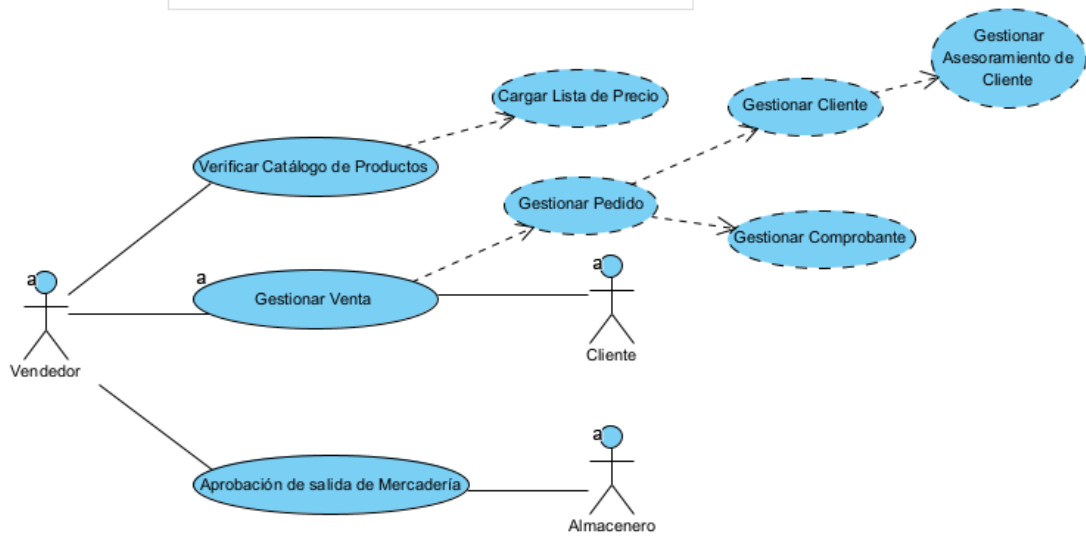 Gestionar
Asesoramiento de
Cliente
Cargar Lista de Precio
Gestionar Cliente
Verificar Catálogo de Productos
Gestionar Pedido
Gestionar Comprobante
a
Vendedor
a
Gestionar Venta
a
Cliente
Aprobación de salida de Mercadería
a
Almacenero